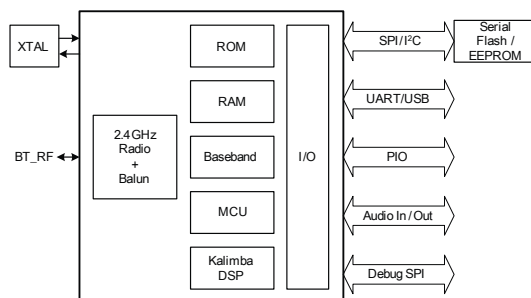 XTAL
BT_RF
2.4GHz
Radio
+
Balun
ROM
RAM
Baseband
MCU
Kalimba
DSP
I/O
SPI/I²C
UART/USB
PIO
Audio In/Out
Debug SPI
Serial
Flash /
EEPROM